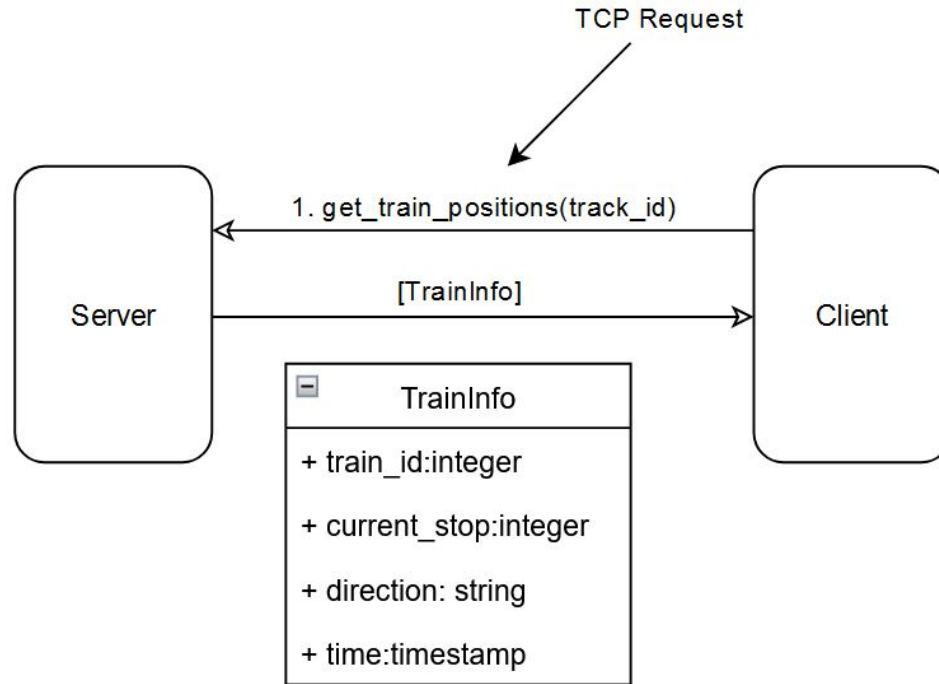 TCP Request
1. get_train_positions(track_id)
Server
[TrainInfo]
Client
TrainInfo
+ train_id:integer
+ current_stop:integer
+ direction: string
+ time:timestamp